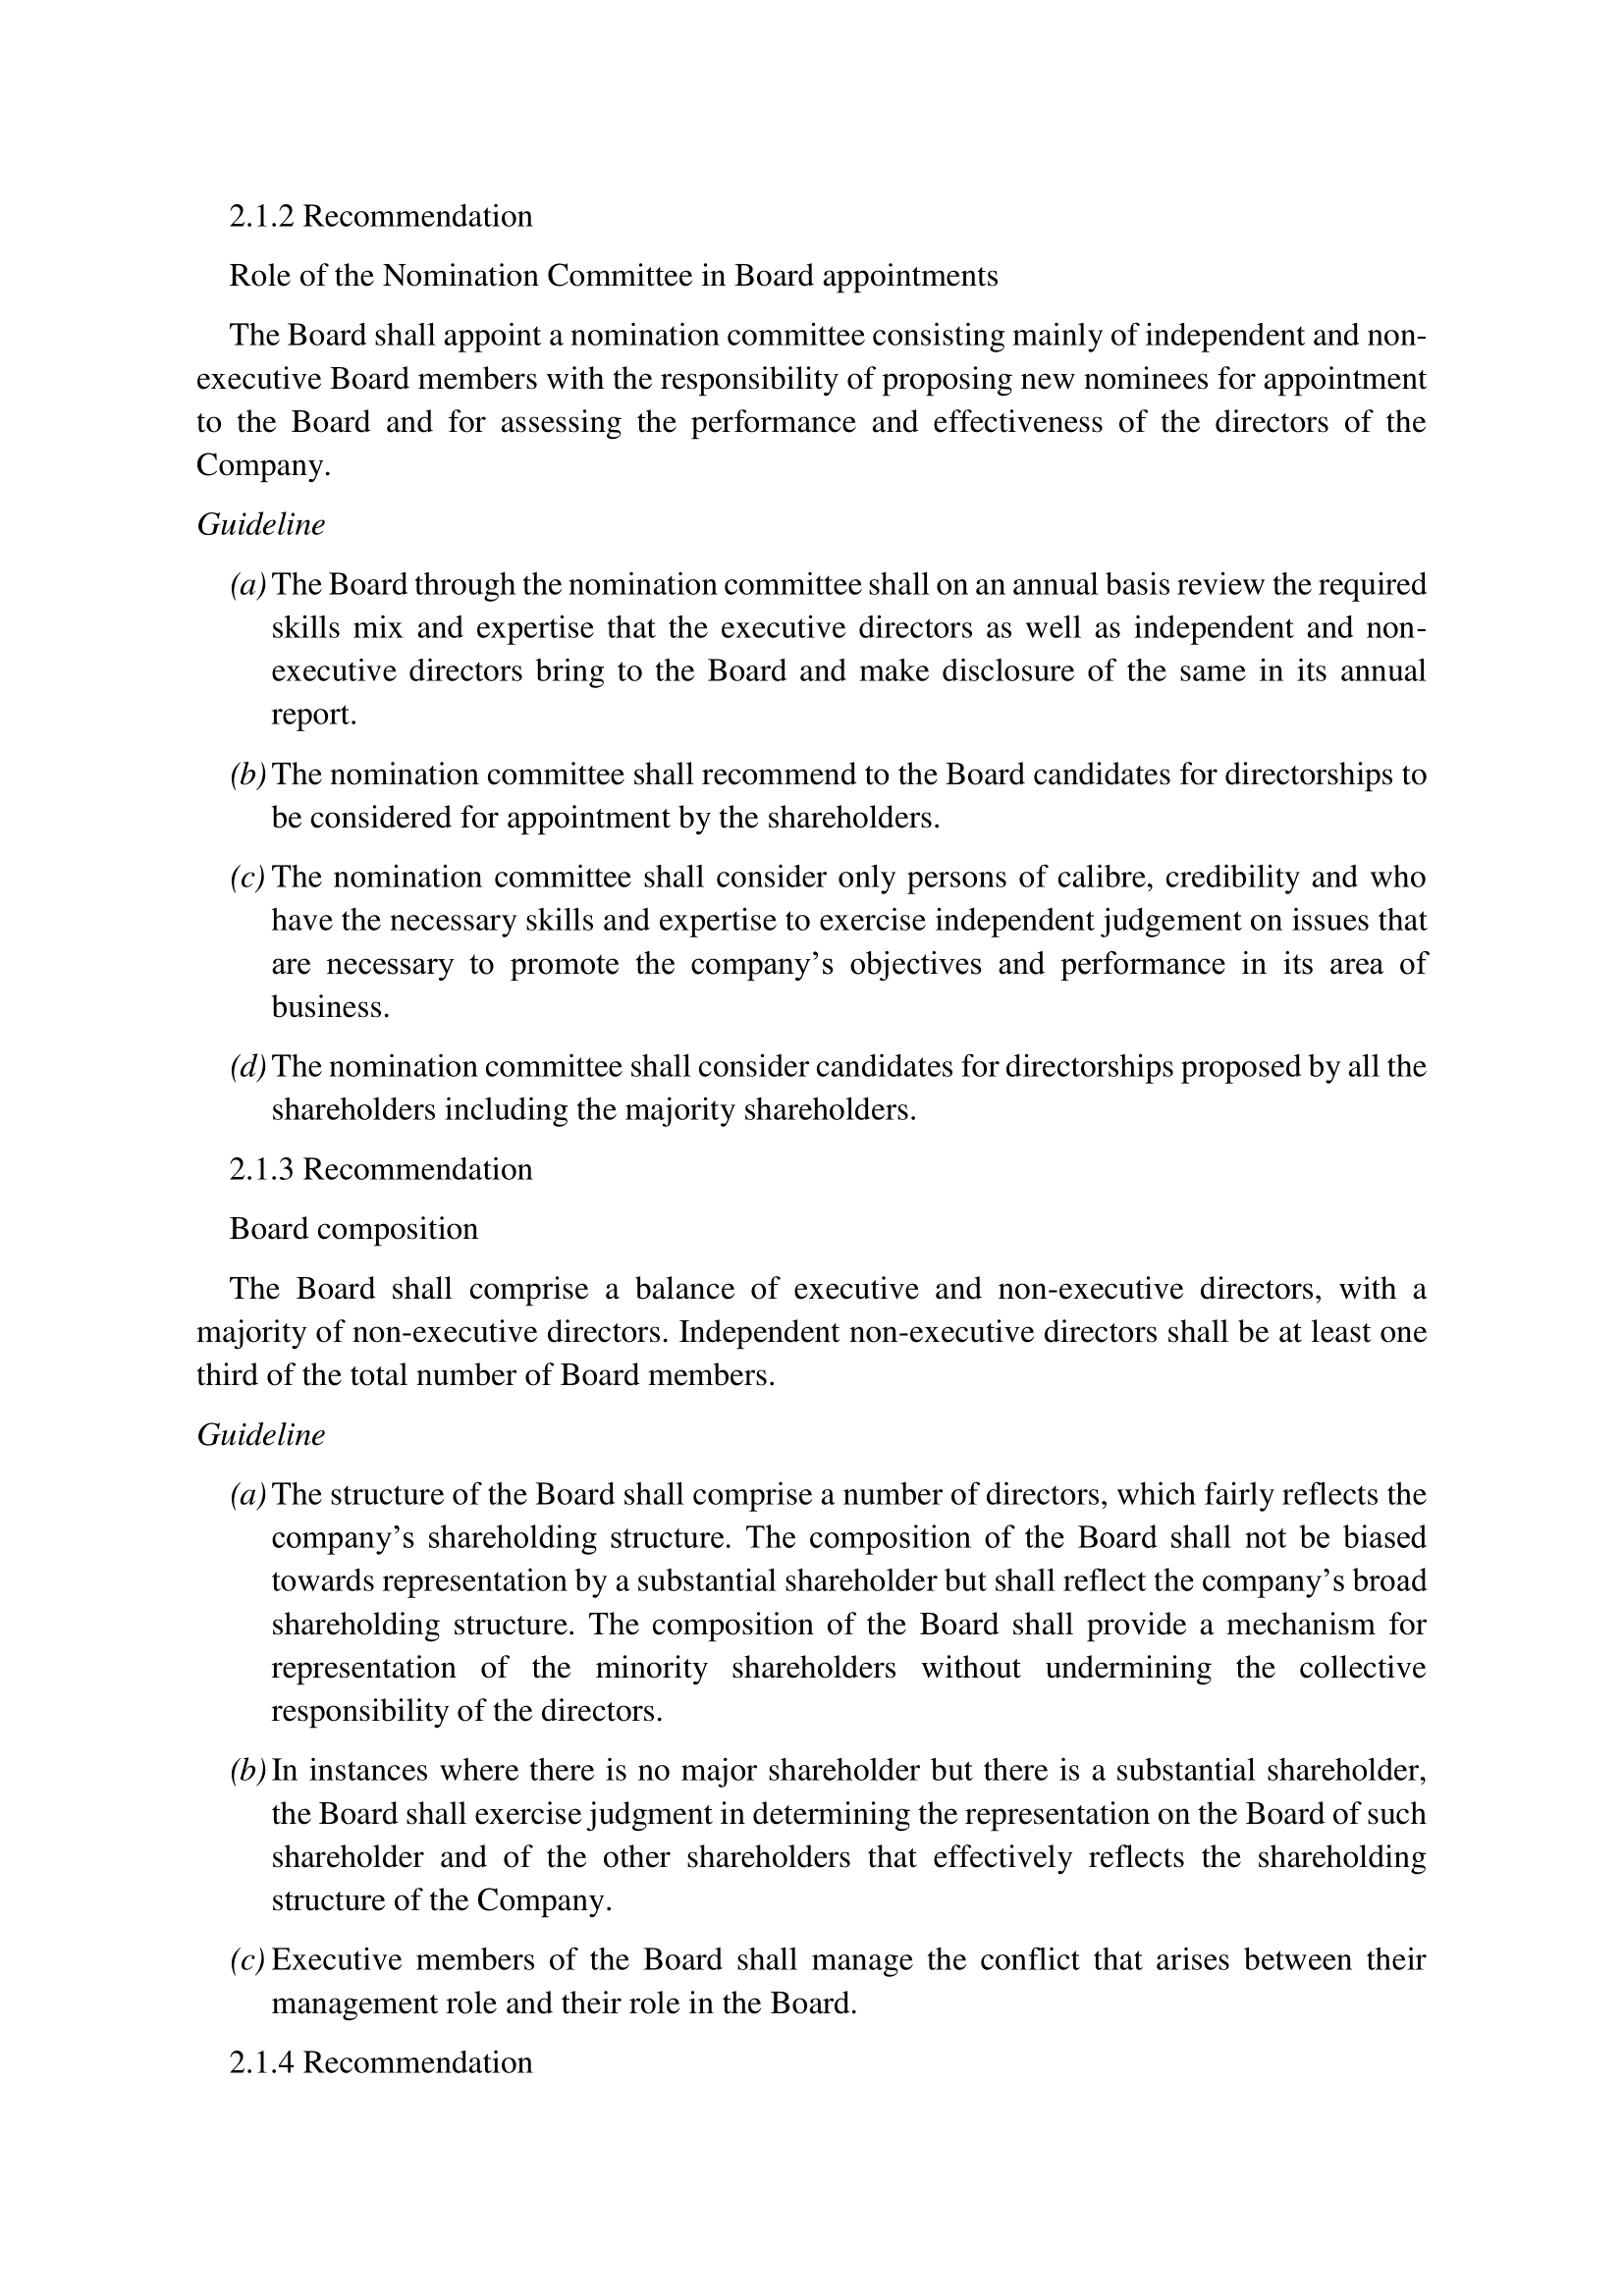 2.1.2 Recommendation
Role of the Nomination Committee in Board appointments
The Board shall appoint a nomination committee consisting mainly of independent and non-
executive Board members with the responsibility of proposing new nominees for appointment
to the Board and for assessing the performance and effectiveness of the directors of the
Company.
Guideline
(a) The Board through the nomination committee shall on an annual basis review the required
skills mix and expertise that the executive directors as well as independent and non-
executive directors bring to the Board and make disclosure of the same in its annual
report.
(b) The nomination committee shall recommend to the Board candidates for directorships to
be considered for appointment by the shareholders.
(c) The nomination committee shall consider only persons of calibre, credibility and who
have the necessary skills and expertise to exercise independent judgement on issues that
are necessary to promote the company’s objectives and performance in its area of
business.
(d) The nomination committee shall consider candidates for directorships proposed by all the
shareholders including the majority shareholders.
2.1.3 Recommendation
Board composition
The Board shall comprise a balance of executive and non-executive directors, with a
majority of non-executive directors. Independent non-executive directors shall be at least one
third of the total number of Board members.
Guideline
(a) The structure of the Board shall comprise a number of directors, which fairly reflects the
company’s shareholding structure. The composition of the Board shall not be biased
towards representation by a substantial shareholder but shall reflect the company’s broad
shareholding structure. The composition of the Board shall provide a mechanism for
representation of the minority shareholders without undermining the collective
responsibility of the directors.
(b) In instances where there is no major shareholder but there is a substantial shareholder,
the Board shall exercise judgment in determining the representation on the Board of such
shareholder and of the other shareholders that effectively reflects the shareholding
structure of the Company.
(c) Executive members of the Board shall manage the conflict that arises between their
management role and their role in the Board.
2.1.4 Recommendation